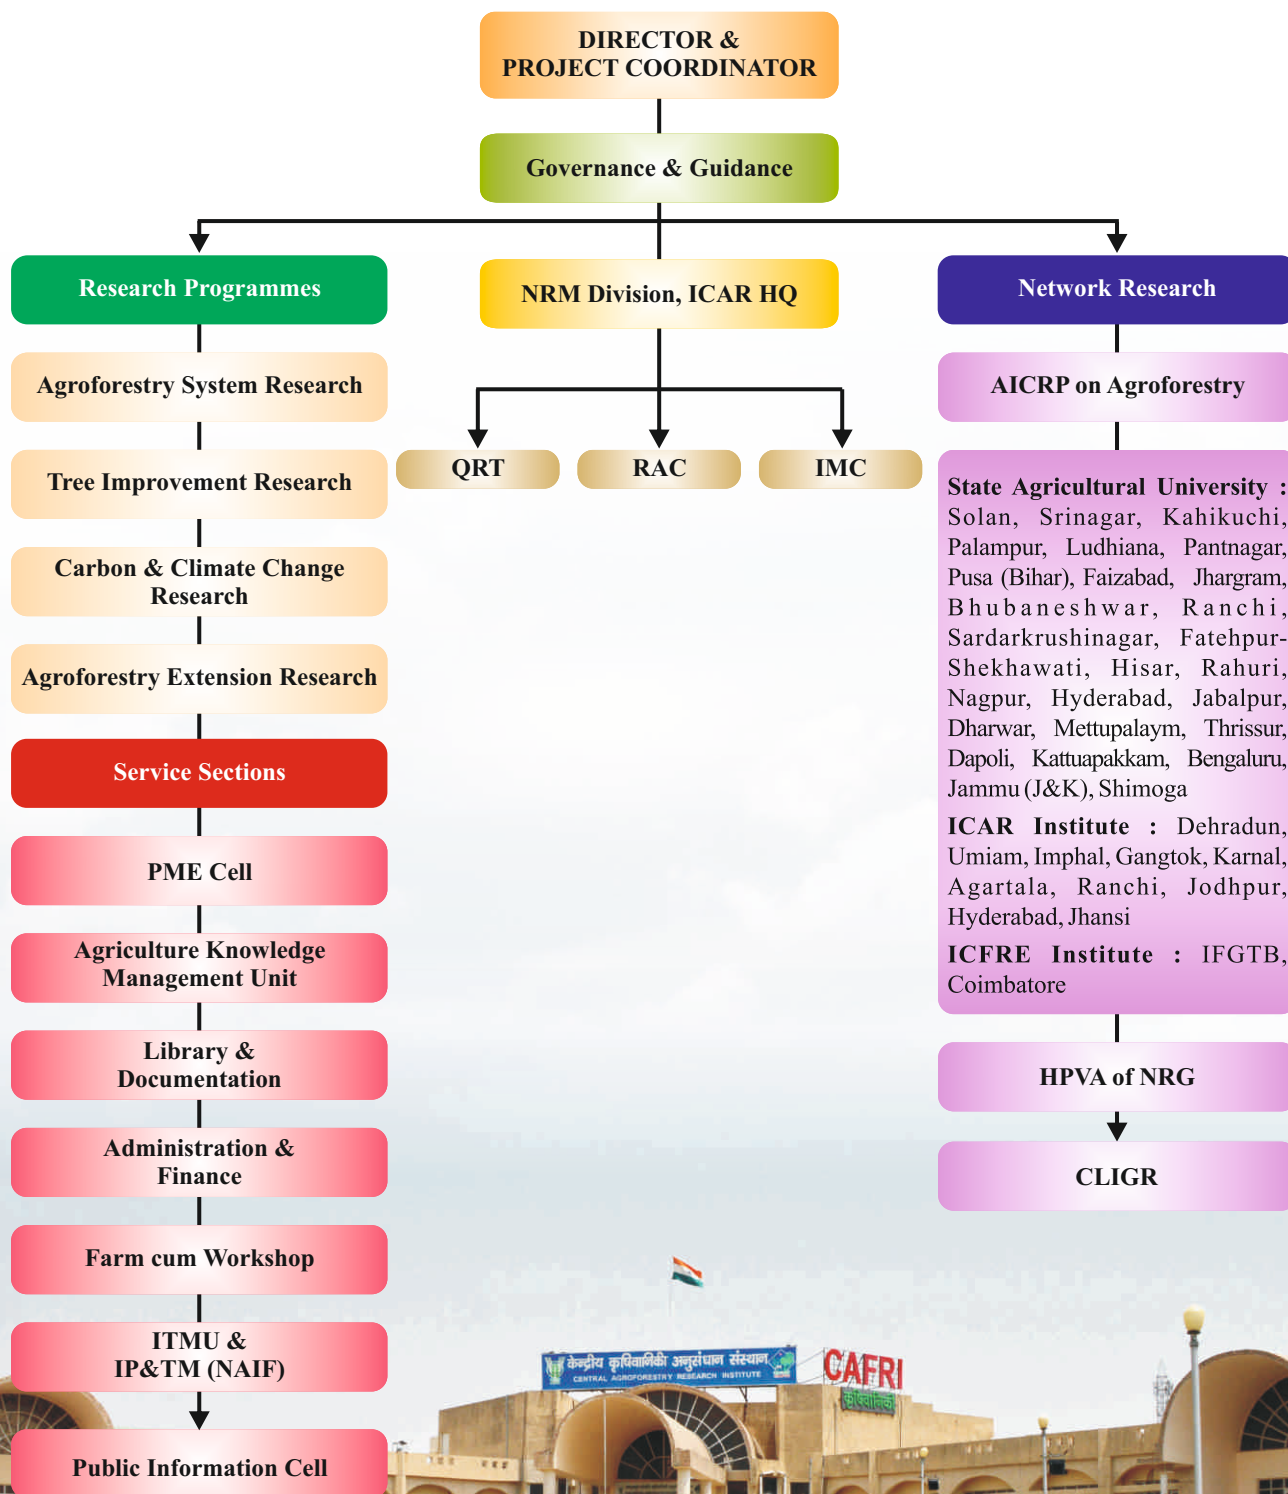 DIRECTOR &
PROJECT COORDINATOR
Governance & Guidance
Research Programmes
Agroforestry System Research
Tree Improvement Research
Carbon & Climate Change
Research
Agroforestry Extension Research
Service Sections
PME Cell
Agriculture Knowledge
Management Unit
Library &
Documentation
Administration &
Finance
Farm cum Workshop
ITMU &
IP&TM (NAIF)
Public Information Cell
NRM Division, ICAR HQ
QRT
RAC
IMC
Network Research
AICRP on Agroforestry
State Agricultural University :
Solan, Srinagar, Kahikuchi,
Palampur, Ludhiana, Pantnagar,
Pusa (Bihar), Faizabad, Jhargram,
Bhubaneshwar, Ranchi,
Sardarkrushinagar, Fatehpur-
Shekhawati, Hisar, Rahuri,
Nagpur, Hyderabad, Jabalpur,
Dharwar, Mettupalaym, Thrissur,
Dapoli, Kattuapakkam, Bengaluru,
Jammu (J&K), Shimoga
ICAR Institute : Dehradun,
Umiam, Imphal, Gangtok, Karnal,
Agartala, Ranchi, Jodhpur,
Hyderabad, Jhansi
ICFRE Institute : IFGTB,
Coimbatore
HPVA of NRG
CLIGR
केन्द्रीय कृषिवानिकी अनुसंधान संस्थान
CENTRAL AGROFORESTRY RESEARCH INSTITUTE
CAFRI
कृषिवानिकी